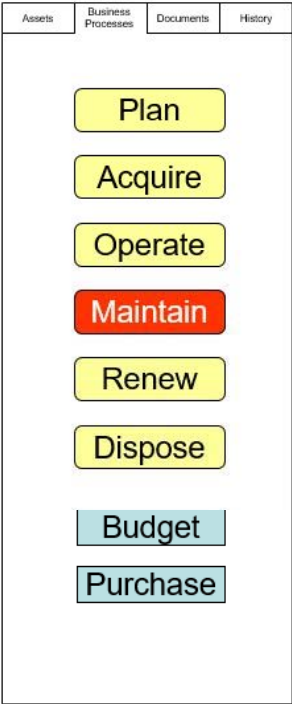 Assets
Business
Processes
Documents
History
Plan
Acquire
Operate
Maintain
Renew
Dispose
Budget
Purchase